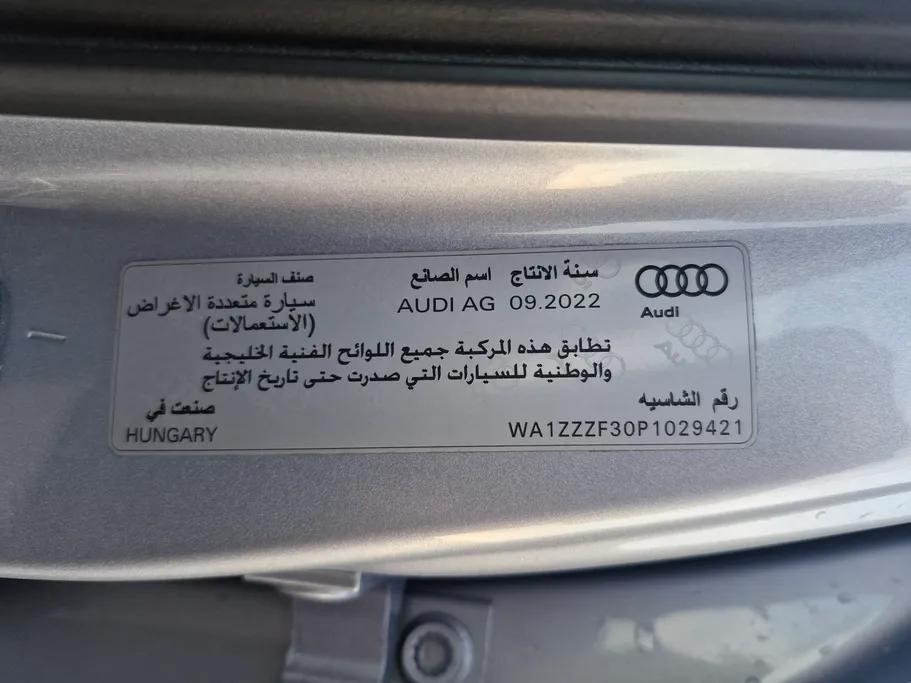 سنة الانتاج اسم الصانع صنف السيارة
AUDI AG 09.2022 سيارة متعددة الاغراض
(الاستعمالات)
Audi
تطابق هذه المركبة جميع اللوائح الفنية الخليجية
والوطنية للسيارات التي صدرت حتى تاريخ الإنتاج
رقم الشاسيه صنعت في
WA1ZZZF30P1029421 HUNGARY